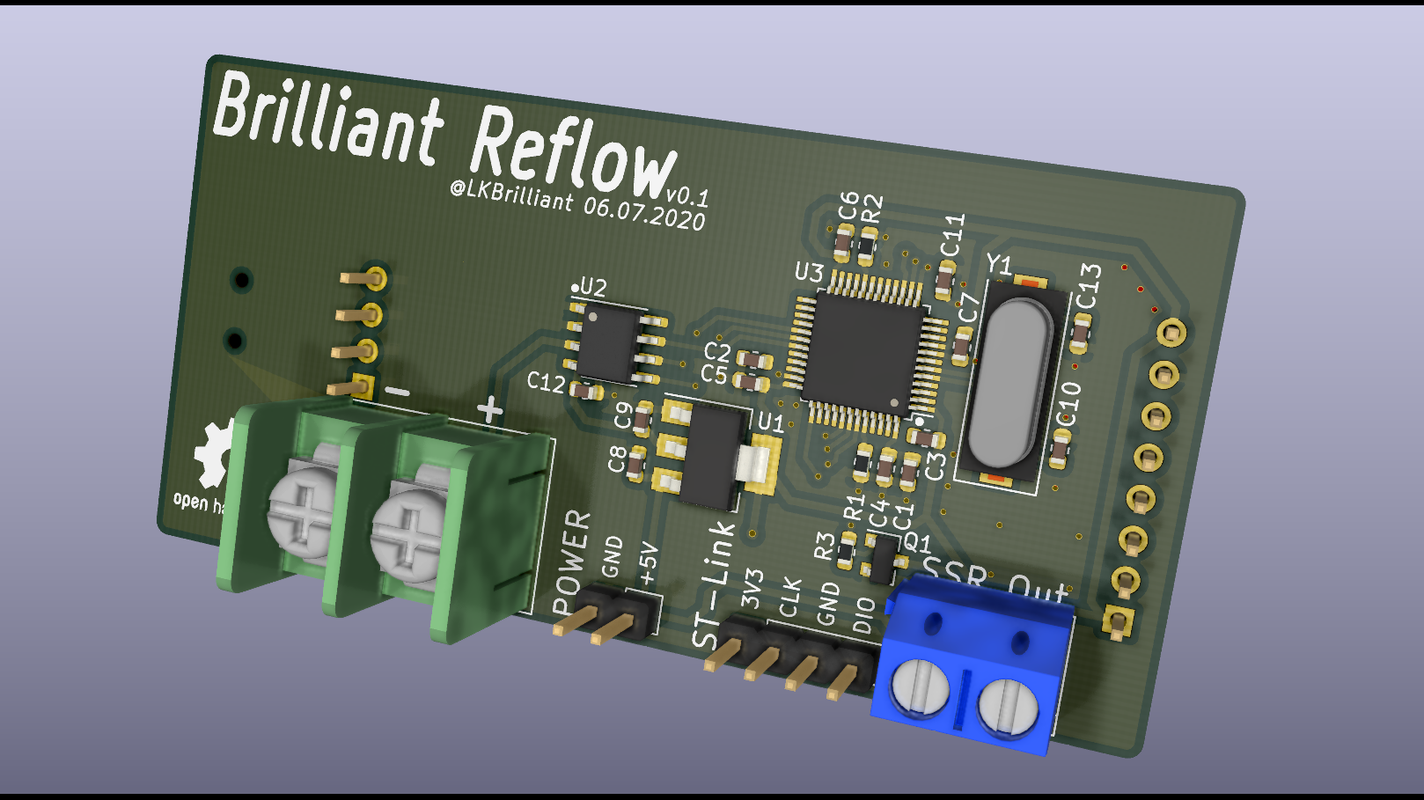 Brilliant Reflow v0.1
@LKBrilliant 06.07.2020
C6
R2
C11
U3
Y1
C13
C7
U2
C2
C5
C12
C10
C9
U1
C8
C3
R1
C4
C1
R3
Q1
SSR Out
POWER
GND
+5V
ST-Link
3V3
CLK
GND
DIO
open
− +